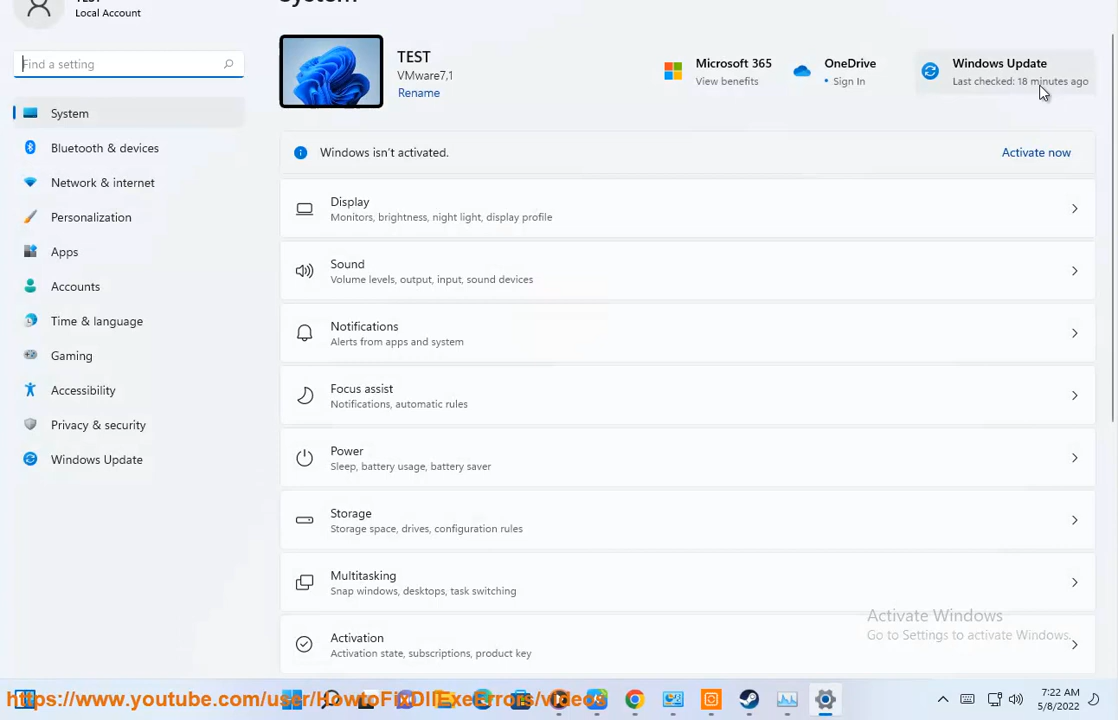 TEST
Local Account
System
Find a setting
System
Bluetooth & devices
Network & internet
Personalization
Apps
Accounts
Time & language
Gaming
Accessibility
Privacy & security
Windows Update
TEST
VMware7,1
Rename
Microsoft 365
View benefits
OneDrive
• Sign In
Windows Update
Last checked: 18 minutes ago
Windows isn't activated.
Activate now
Display
Monitors, brightness, night light, display profile
Sound
Volume levels, output, input, sound devices
Notifications
Alerts from apps and system
Focus assist
Notifications, automatic rules
Power
Sleep, battery usage, battery saver
Storage
Storage space, drives, configuration rules
Multitasking
Snap windows, desktops, task switching
Activation
Activation state, subscriptions, product key
Activate Windows
Go to Settings to activate Windows.
https://www.youtube.com/user/HowtoFixDllExeErrors/videos
7:22 AM
5/8/2022